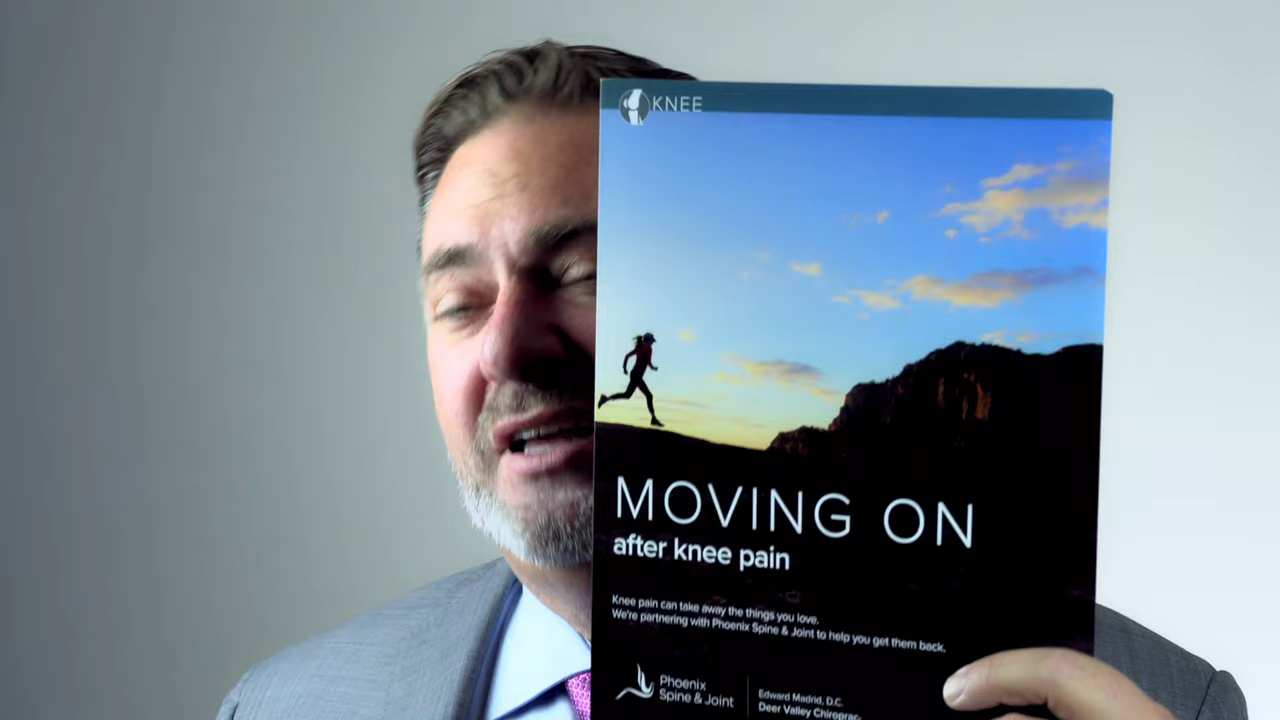 KNEE
MOVING ON
after knee pain
Knee pain can take away the things you love.
We're partnering with Phoenix Spine & Joint to help you get them back.
Phoenix
Spine & Joint
Edward Madrid, D.C.
Deer Valley Chiroprac